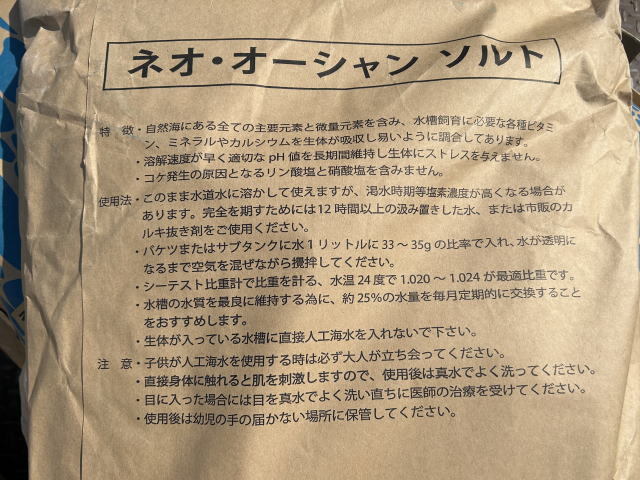 ネオ・オーシャン ソルト
特 徴・自然海にある全ての主要元素と微量元素を含み、水槽飼育に必要な各種ビタミ
ン、ミネラルやカルシウムを生体が吸収し易いように調合してあります。
・溶解速度が早く適切な pH 値を長期間維持し生体にストレスを与えません。
・コケ発生の原因となるリン酸塩と硝酸塩を含みません。
使用法・このまま水道水に溶かして使えますが、渇水時期等塩素濃度が高くなる場合が
あります。完全を期すためには12時間以上の汲み置きした水、または市販のカ
ルキ抜き剤をご使用ください。
・バケツまたはサブタンクに水1リットルに 33～35gの比率で入れ、水が透明に
なるまで空気を混ぜながら攪拌してください。
・シーテスト比重計で比重を計る、水温24度で1.020～1.024が最適比重です。
・水槽の水質を最良に維持する為に、約25%の水量を毎月定期的に交換すること
をおすすめします。
・生体が入っている水槽に直接人工海水を入れないで下さい。
注 意・子供が人工海水を使用する時は必ず大人が立ち会ってください。
・直接身体に触れると肌を刺激しますので、使用後は真水でよく洗ってください。
・目に入った場合には目を真水でよく洗い直ちに医師の治療を受けてください。
・使用後は幼児の手の届かない場所に保管してください。